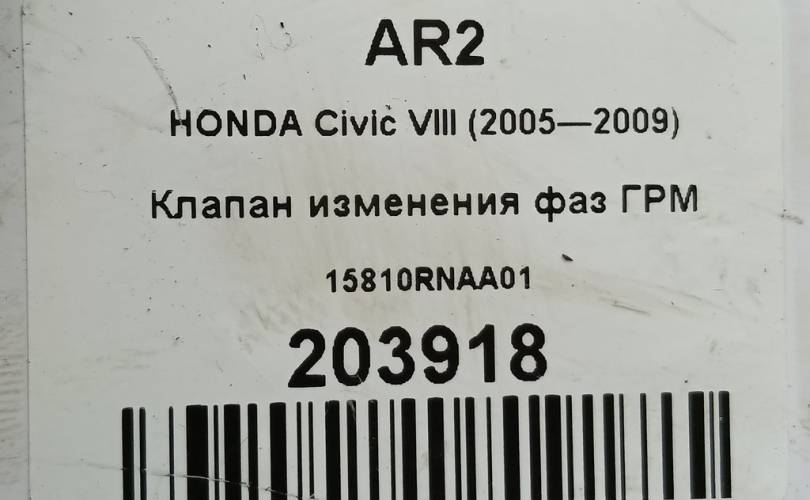 AR2
HONDA Civic VIII (2005—2009)
Клапан изменения фаз ГРМ
15810RNAA01
203918